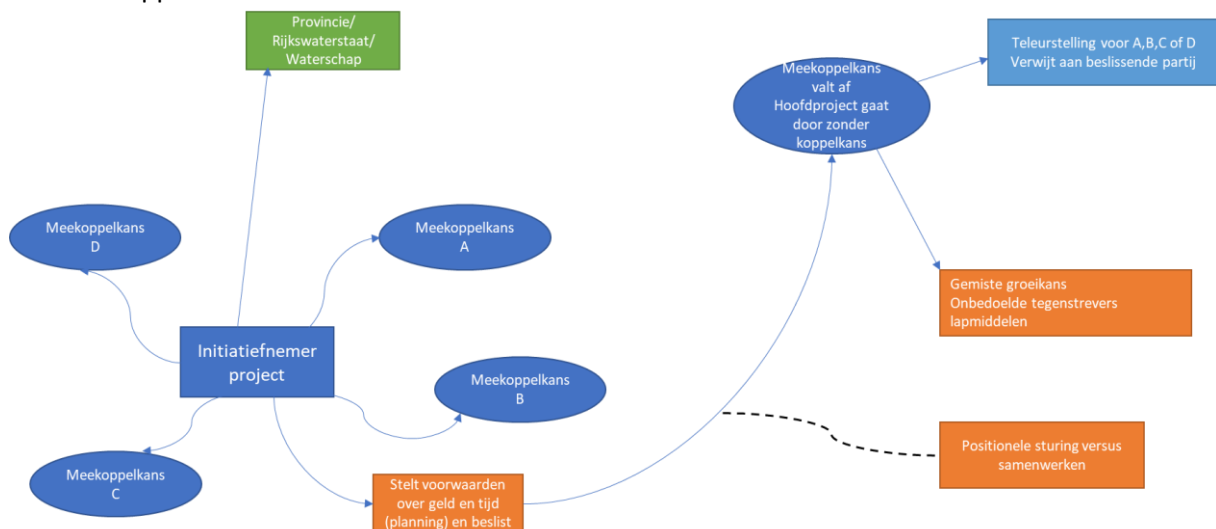 Provincie/
Rijkswaterstaat/
Waterschap
Teleurstelling voor A,B,C of D
Verwijt aan beslissende partij
Meekoppelkans
valt af
Hoofdproject gaat
door zonder
koppelkans
Meekoppelkans
D
Meekoppelkans
A
Gemiste groeikans
Onbedoelde tegenstrevers
lapmiddelen
Initiatiefnemer
project
Meekoppelkans
B
Meekoppelkans
C
Stelt voorwaarden
over geld en tijd
(planning) en beslist
Positionele sturing versus
samenwerken